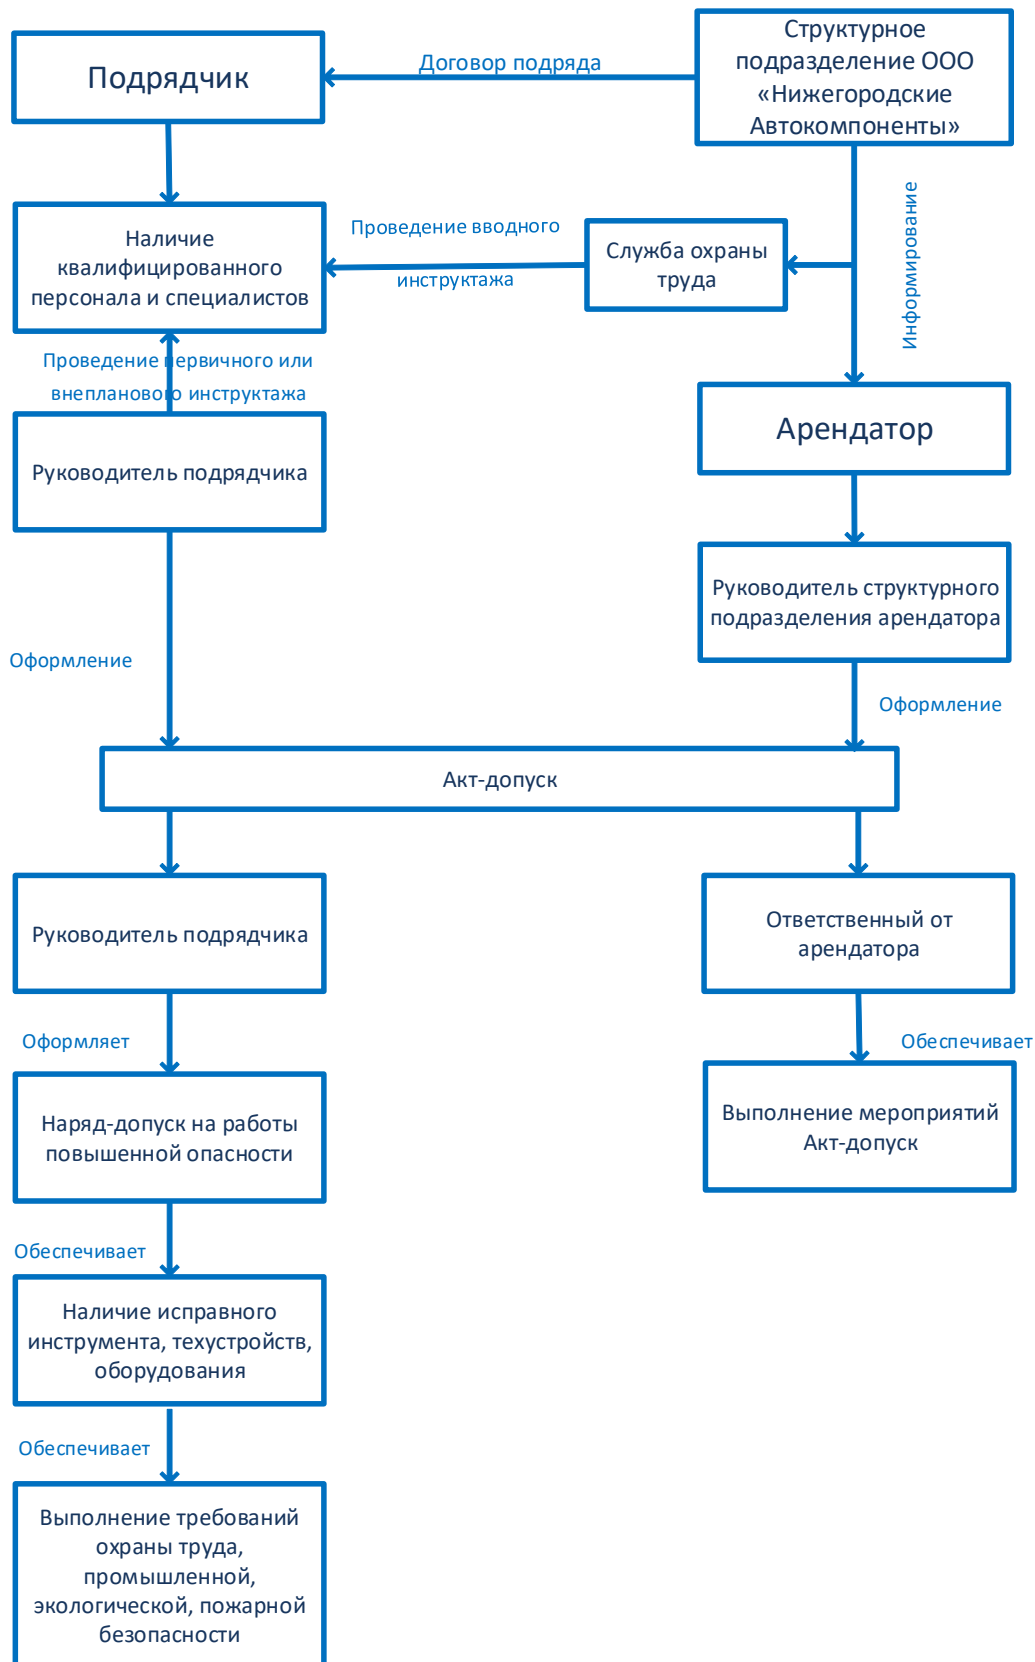 Структурное
подразделение ООО
«Нижегородские
Автокомпоненты»
Договор подряда
Подрядчик
Информирование
Проведение вводного
инструктажа
Служба охраны
труда
Наличие
квалифицированного
персонала и специалистов
Проведение первичного или
внепланового инструктажа
Арендатор
Руководитель подрядчика
Руководитель структурного
подразделения арендатора
Оформление
Оформление
Акт-допуск
Руководитель подрядчика
Ответственный от
арендатора
Оформляет
Обеспечивает
Наряд-допуск на работы
повышенной опасности
Выполнение мероприятий
Акт-допуск
Обеспечивает
Наличие исправного
инструмента, техустройств,
оборудования
Обеспечивает
Выполнение требований
охраны труда,
промышленной,
экологической, пожарной
безопасности